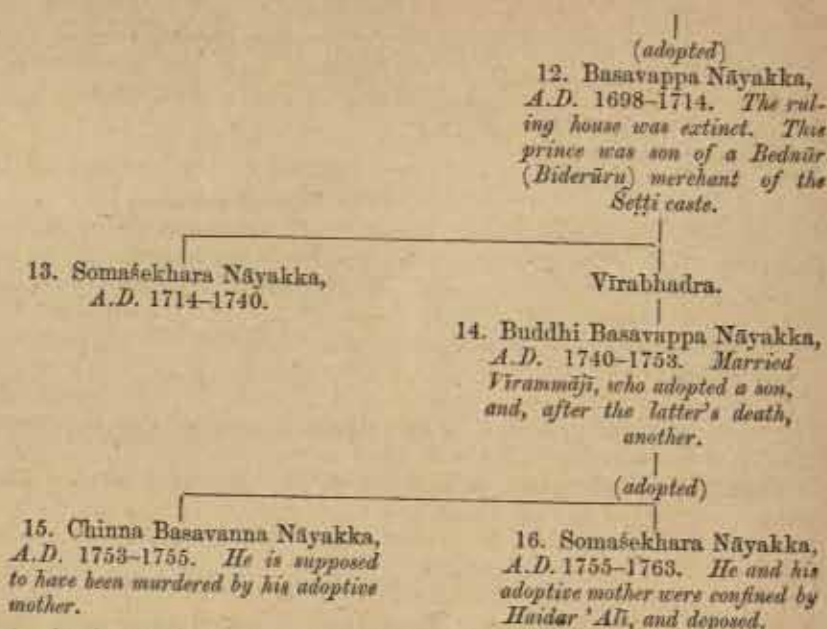 (adopted)
12. Basavappa Nāyakka,
A.D. 1698–1714. The rul-
ing house was extinct. This
prince was son of a Bednūr
(Biderūru) merchant of the
Śeṭṭi caste.
13. Somaśekhara Nāyakka,
A.D. 1714–1740.
Vīrabhadra.
14. Buddhi Basavappa Nāyakka,
A.D. 1740–1753. Married
Vīrammājī, who adopted a son,
and, after the latter's death,
another.
(adopted)
15. Chinna Basavanna Nāyakka,
A.D. 1753–1755. He is supposed
to have been murdered by his adoptive
mother.
16. Somaśekhara Nāyakka,
A.D. 1755–1763. He and his
adoptive mother were confined by
Haidar 'Alī, and deposed.